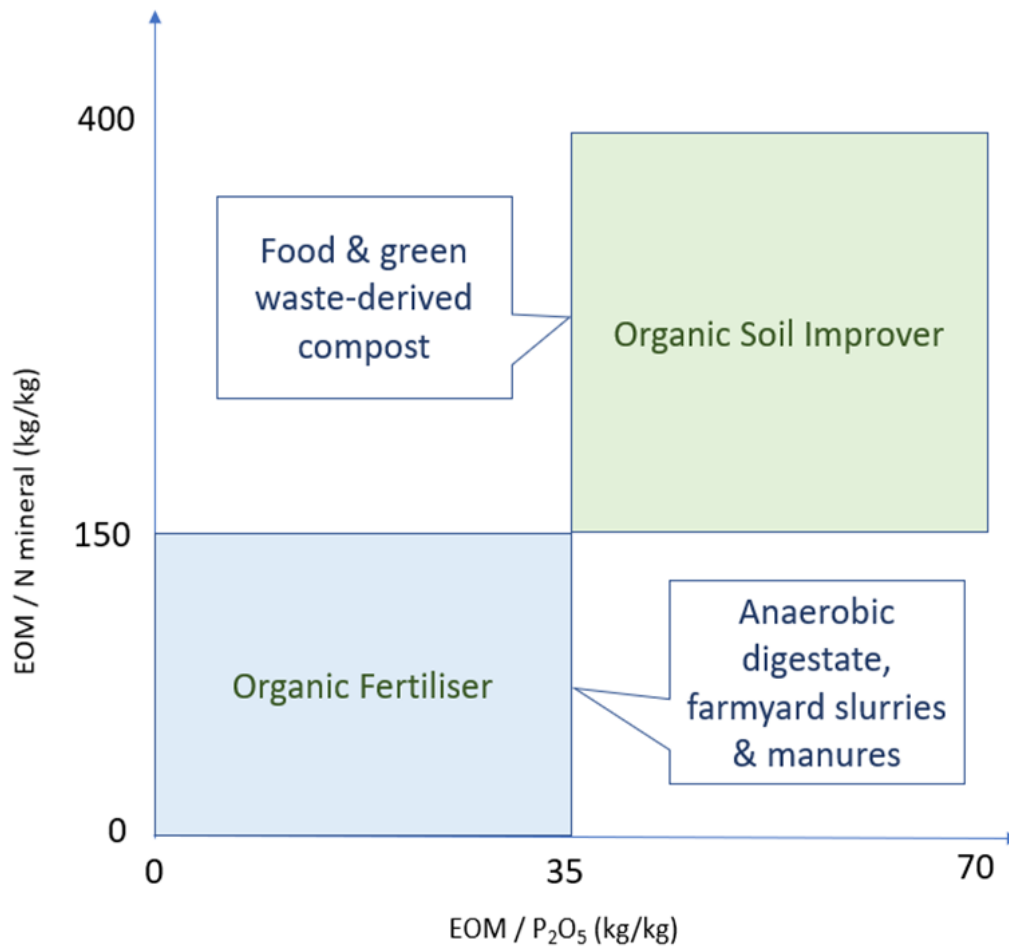 400
Food & green
waste-derived
compost
Organic Soil Improver
EOM / N mineral (kg/kg)
150
Anaerobic
digestate,
farmyard slurries
& manures
Organic Fertiliser
0
0
35
70
EOM / P₂O₅ (kg/kg)